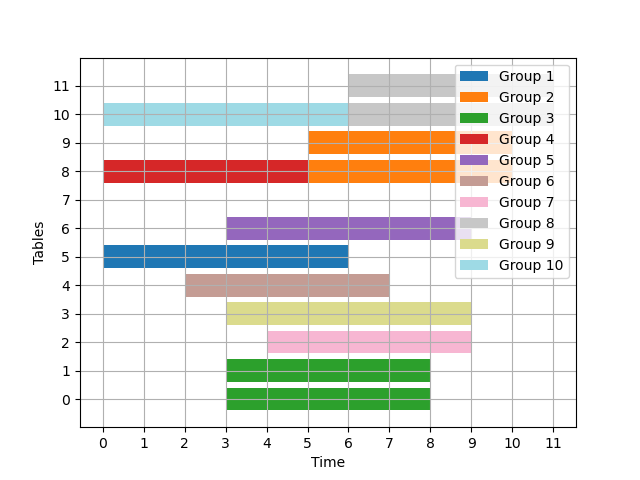 11
10
9
8
7
6
5
4
3
2
1
0
Tables
0 1 2 3 4 5 6 7 8 9 10 11
Time
Group 1
Group 2
Group 3
Group 4
Group 5
Group 6
Group 7
Group 8
Group 9
Group 10